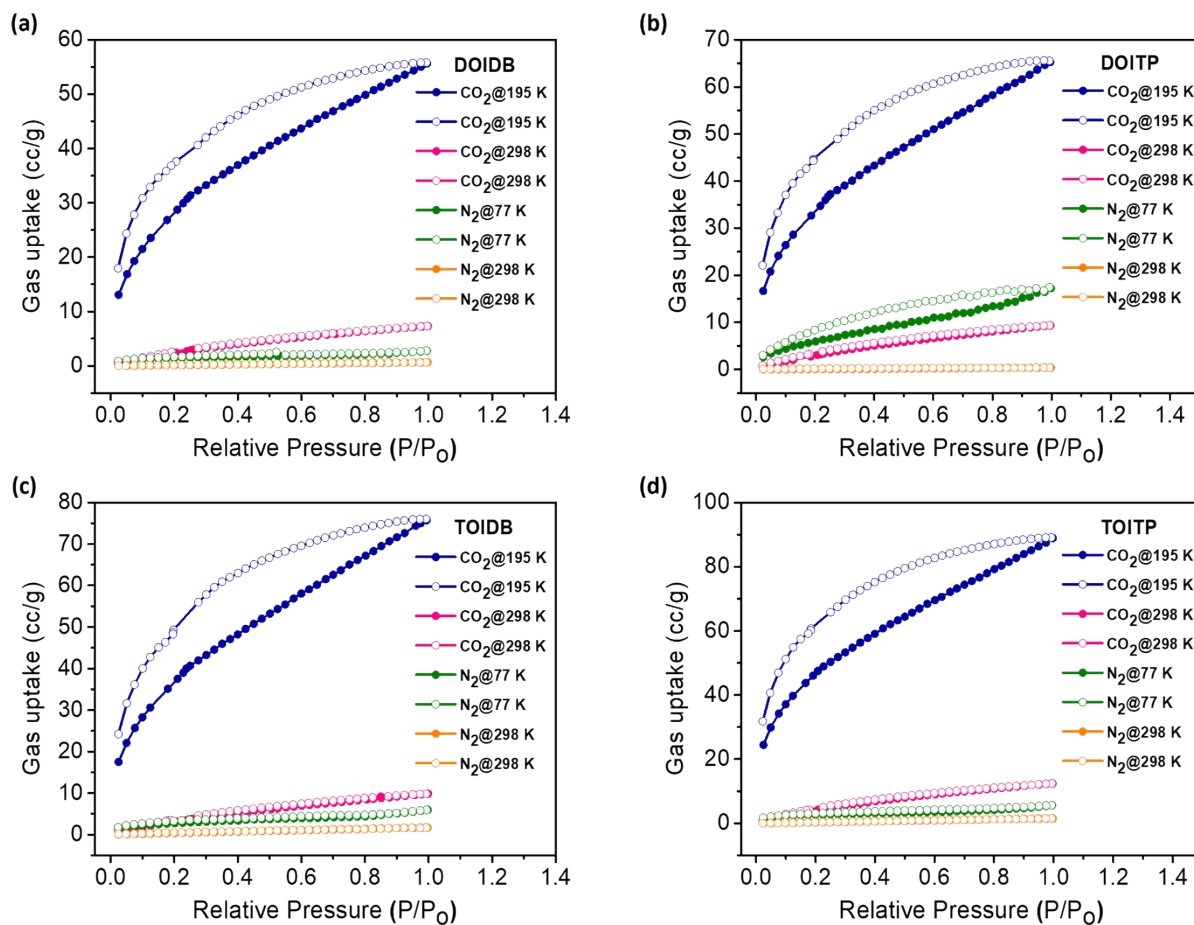 (a)
60
50
40
30
20
10
0
Gas uptake (cc/g)
DOIDB
CO₂@195 K
CO₂@195 K
CO₂@298 K
CO₂@298 K
N₂@77 K
N₂@77 K
N₂@298 K
N₂@298 K
0.0 0.2 0.4 0.6 0.8 1.0 1.2 1.4
Relative Pressure (P/P₀)
(b)
70
60
50
40
30
20
10
0
Gas uptake (cc/g)
DOITP
CO₂@195 K
CO₂@195 K
CO₂@298 K
CO₂@298 K
N₂@77 K
N₂@77 K
N₂@298 K
N₂@298 K
0.0 0.2 0.4 0.6 0.8 1.0 1.2 1.4
Relative Pressure (P/P₀)
(c)
80
70
60
50
40
30
20
10
0
Gas uptake (cc/g)
TOIDB
CO₂@195 K
CO₂@195 K
CO₂@298 K
CO₂@298 K
N₂@77 K
N₂@77 K
N₂@298 K
N₂@298 K
0.0 0.2 0.4 0.6 0.8 1.0 1.2 1.4
Relative Pressure (P/P₀)
(d)
100
80
60
40
20
0
Gas uptake (cc/g)
TOITP
CO₂@195 K
CO₂@195 K
CO₂@298 K
CO₂@298 K
N₂@77 K
N₂@77 K
N₂@298 K
N₂@298 K
0.0 0.2 0.4 0.6 0.8 1.0 1.2 1.4
Relative Pressure (P/P₀)